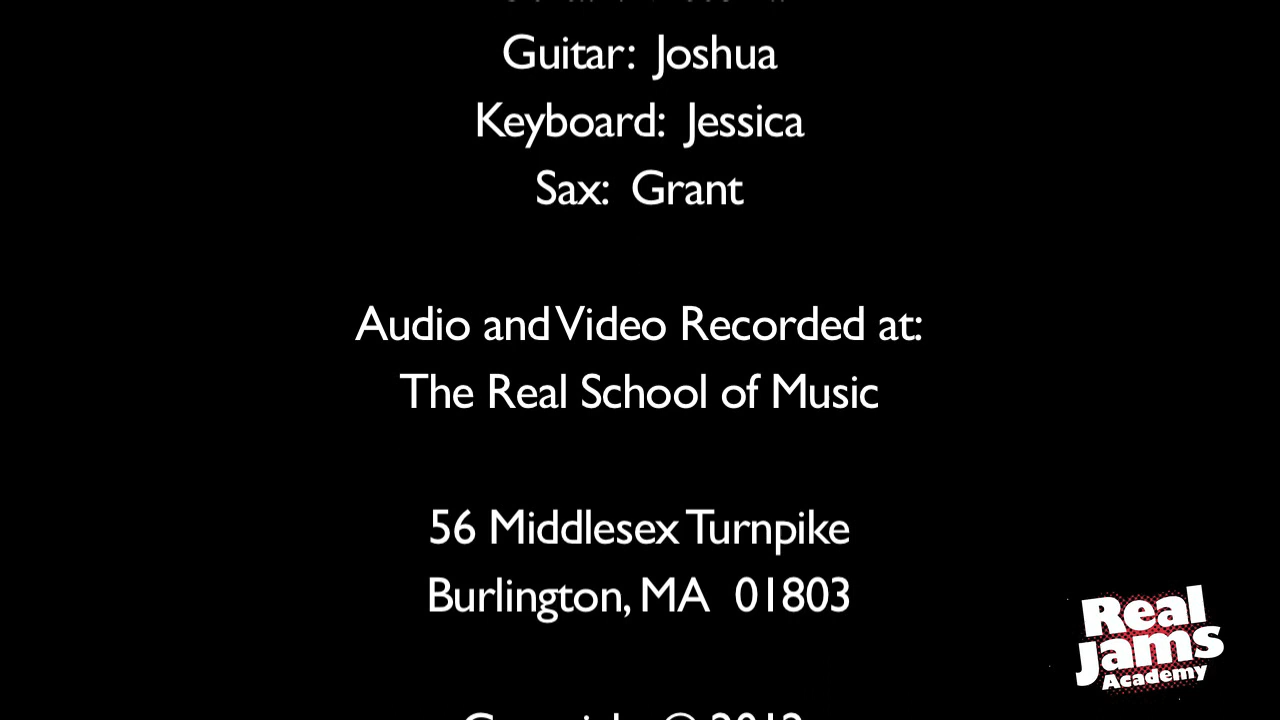 Guitar: Joshua
Keyboard: Jessica
Sax: Grant
Audio and Video Recorded at:
The Real School of Music
56 Middlesex Turnpike
Burlington, MA 01803
Real
Jams
Academy